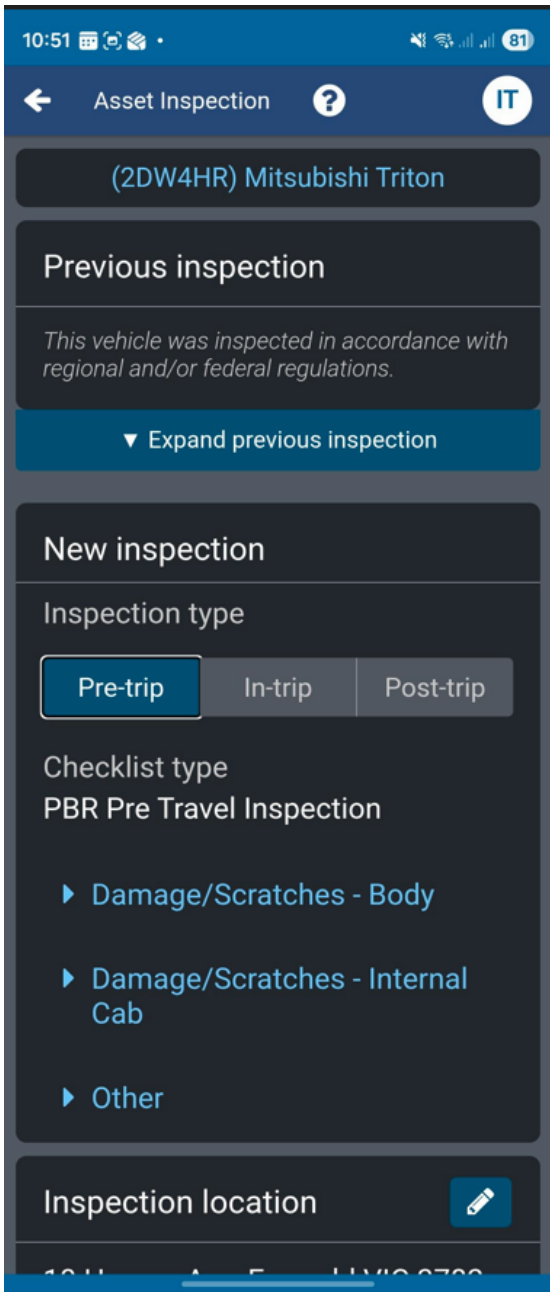 10:51
81
Asset Inspection ?
IT
(2DW4HR) Mitsubishi Triton
Previous inspection
This vehicle was inspected in accordance with
regional and/or federal regulations.
▼ Expand previous inspection
New inspection
Inspection type
Pre-trip In-trip Post-trip
Checklist type
PBR Pre Travel Inspection
Damage/Scratches - Body
Damage/Scratches - Internal
Cab
Other
Inspection location